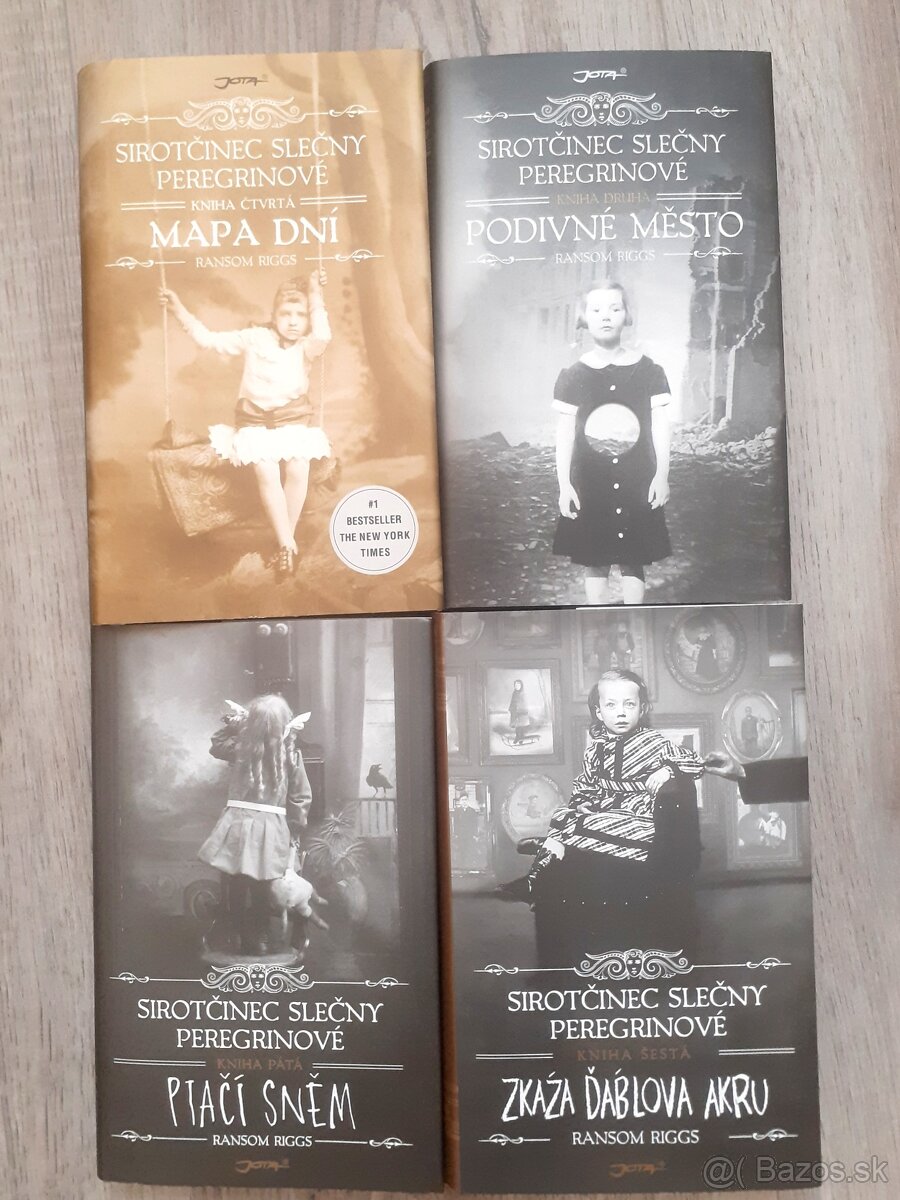 JOTA®
SIROTČINEC SLEČNY
PEREGRINOVÉ
KNIHA ČTVRTÁ
MAPA DNÍ
RANSOM RIGGS
#1
BESTSELLER
THE NEW YORK
TIMES
JOTA®
SIROTČINEC SLEČNY
PEREGRINOVÉ
KNIHA DRUHÁ
PODIVNÉ MĚSTO
RANSOM RIGGS
SIROTČINEC SLEČNY
PEREGRINOVÉ
KNIHA PÁTÁ
PTAČÍ SNĚM
RANSOM RIGGS
JOTA®
SIROTČINEC SLEČNY
PEREGRINOVÉ
KNIHA ŠESTÁ
ZKÁZA ĎÁBLOVA AKRU
RANSOM RIGGS
JOTA®
@( Bazos.sk